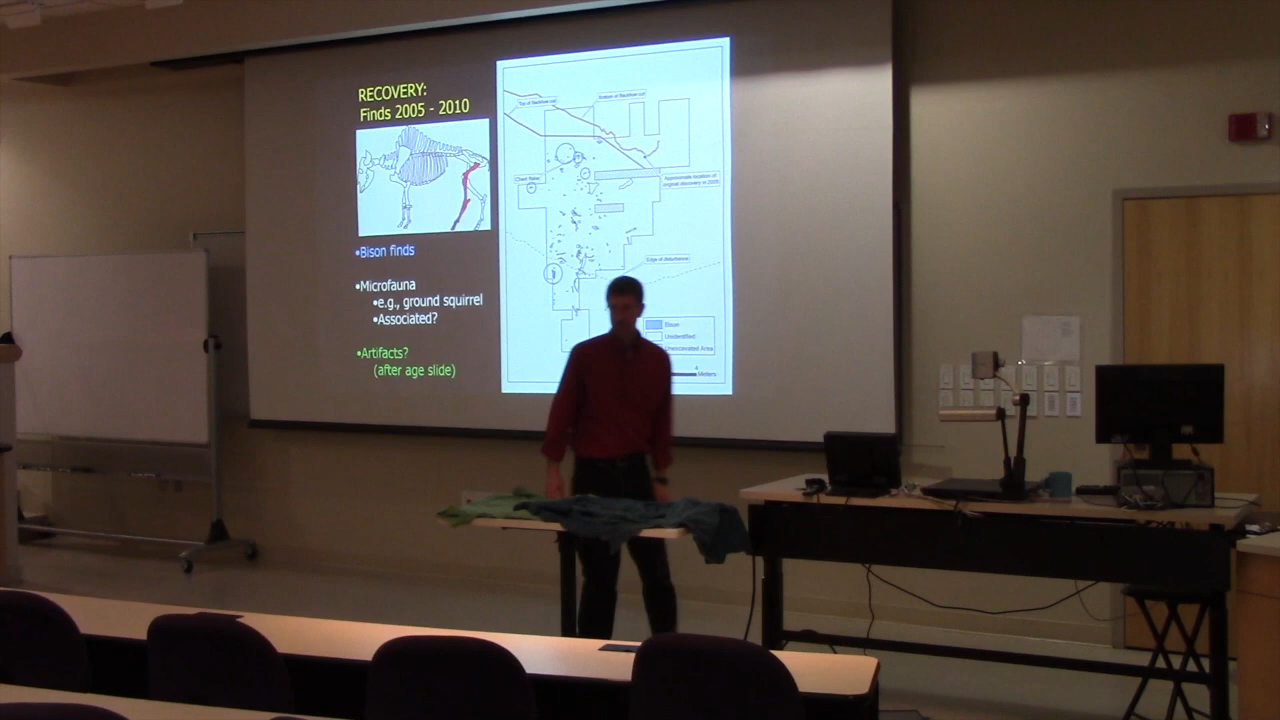 RECOVERY:
Finds 2005 - 2010
•Bison finds
•Microfauna
•e.g., ground squirrel
•Associated?
•Artifacts?
(after age slide)
Top of Backhoe cut
Bottom of Backhoe cut
Chert flake
Approximate location of
original discovery in 2005
Edge of disturbance
Bison
Unidentified
Unexcavated Area
4
Meters